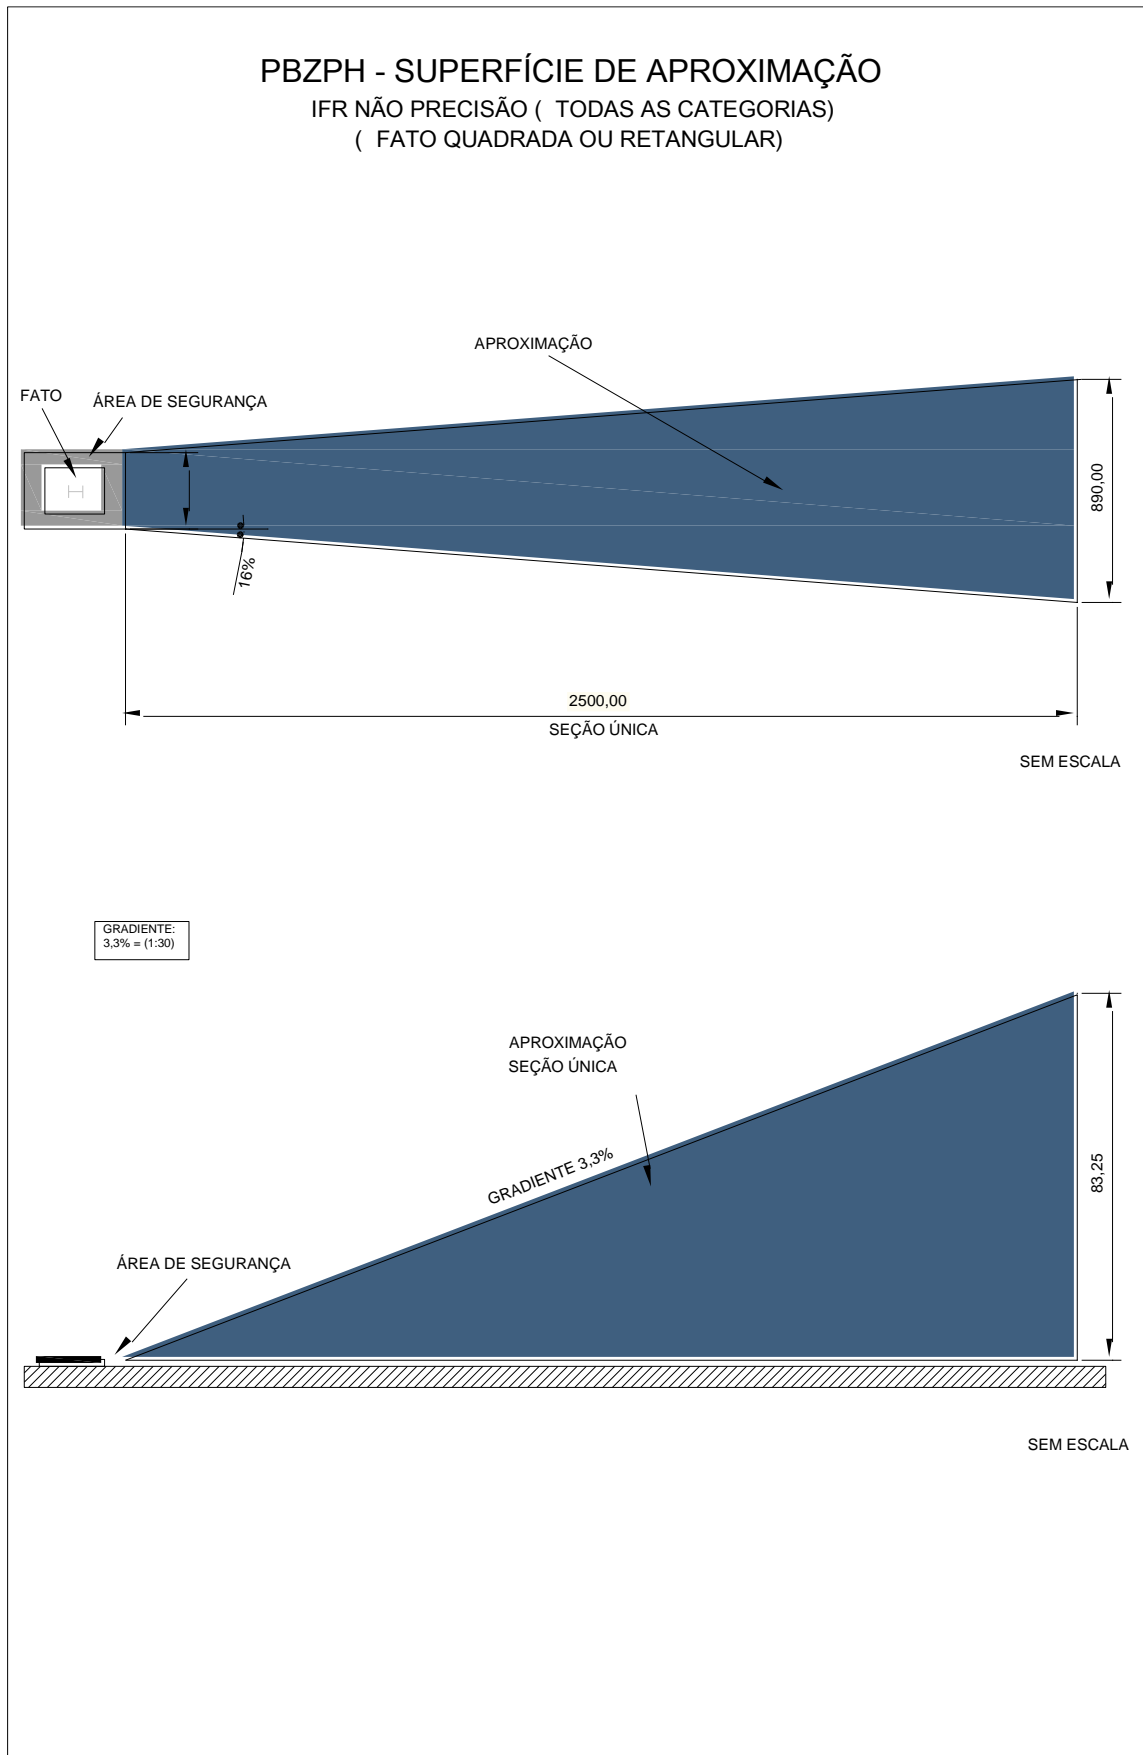 PBZPH - SUPERFÍCIE DE APROXIMAÇÃO
IFR NÃO PRECISÃO ( TODAS AS CATEGORIAS)
( FATO QUADRADA OU RETANGULAR)
APROXIMAÇÃO
FATO
ÁREA DE SEGURANÇA
H
890,00
16%
2500,00
SEÇÃO ÚNICA
SEM ESCALA
GRADIENTE:
3,3% = (1:30)
APROXIMAÇÃO
SEÇÃO ÚNICA
GRADIENTE 3,3%
83,25
ÁREA DE SEGURANÇA
SEM ESCALA